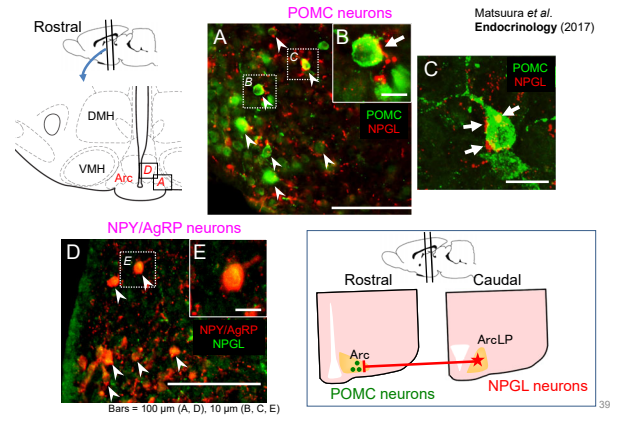 POMC neurons
Matsuura et al.
Endocrinology (2017)
Rostral
DMH
VMH
Arc
D
A
A
B
C
B
POMC
NPGL
C
POMC
NPGL
NPY/AgRP neurons
D
E
E
NPY/AgRP
NPGL
Bars = 100 μm (A, D), 10 μm (B, C, E)
Rostral
Caudal
Arc
ArcLP
POMC neurons
NPGL neurons
39